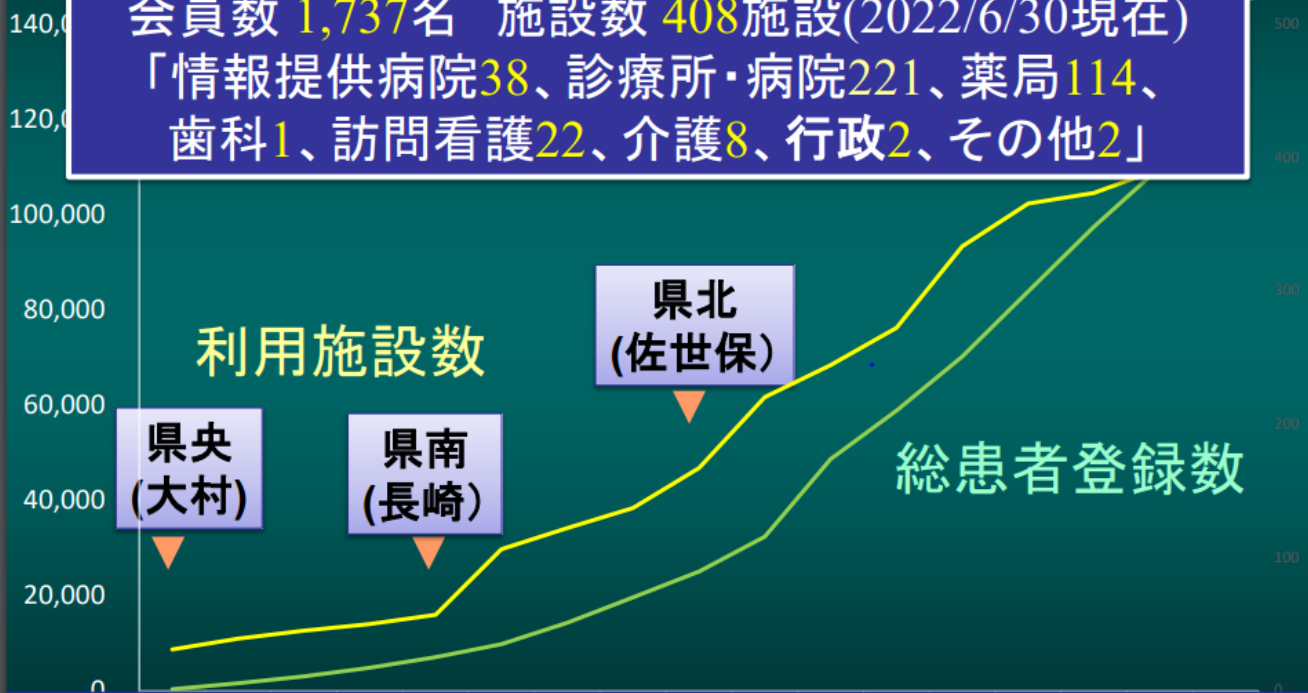 会員数 1,737名 施設数 408施設(2022/6/30現在)
「情報提供病院38、診療所・病院221、薬局114、
歯科1、訪問看護22、介護8、行政2、その他2」
140,0
120,0
100,000
80,000
60,000
40,000
20,000
0
500
400
300
200
100
0
利用施設数
県央
(大村)
県南
(長崎)
県北
(佐世保)
総患者登録数